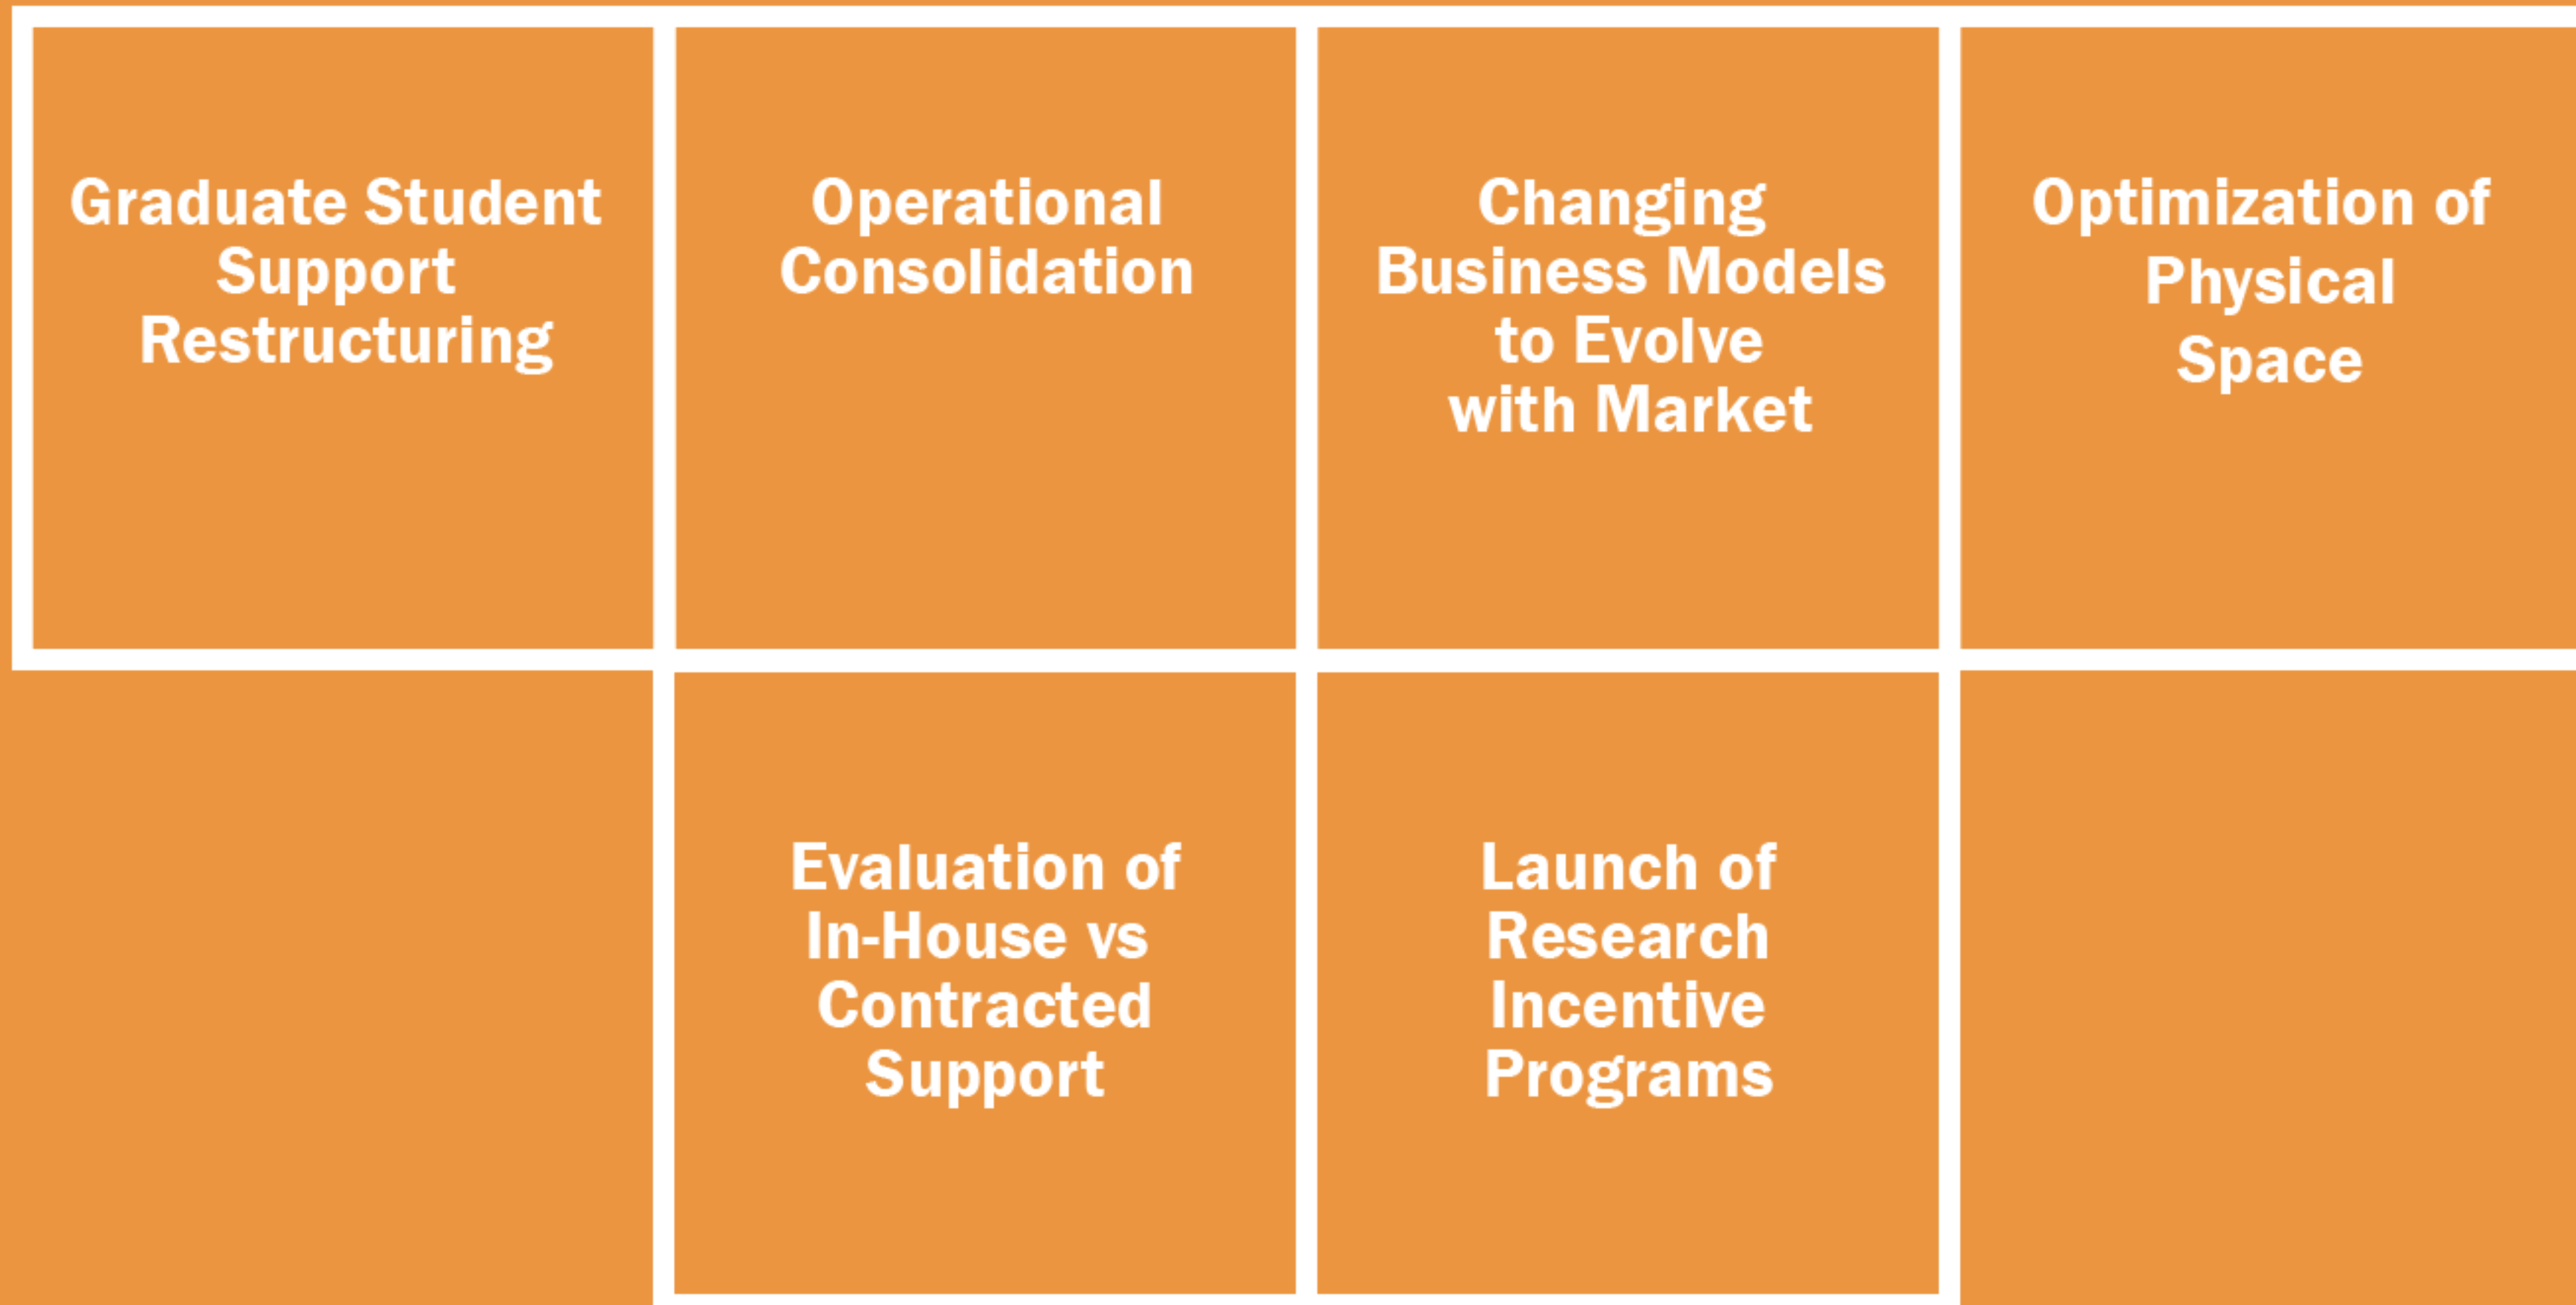 Graduate Student
Support
Restructuring
Operational
Consolidation
Changing
Business Models
to Evolve
with Market
Optimization of
Physical
Space
Evaluation of
In-House vs
Contracted
Support
Launch of
Research
Incentive
Programs